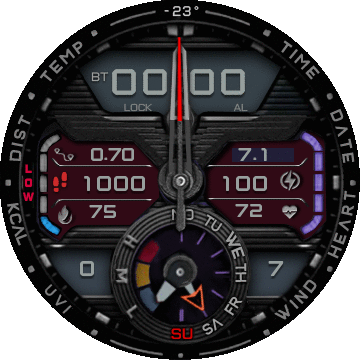 -23°
TEMP
TIME
BT 00 00
LOCK AL
DIST
DATE
LOW
0.70 7.1
1000 100
75 72
KCAL
HEART
MO TU WE TH FR SA SU
H
M
L
0 7
UVI
WIND